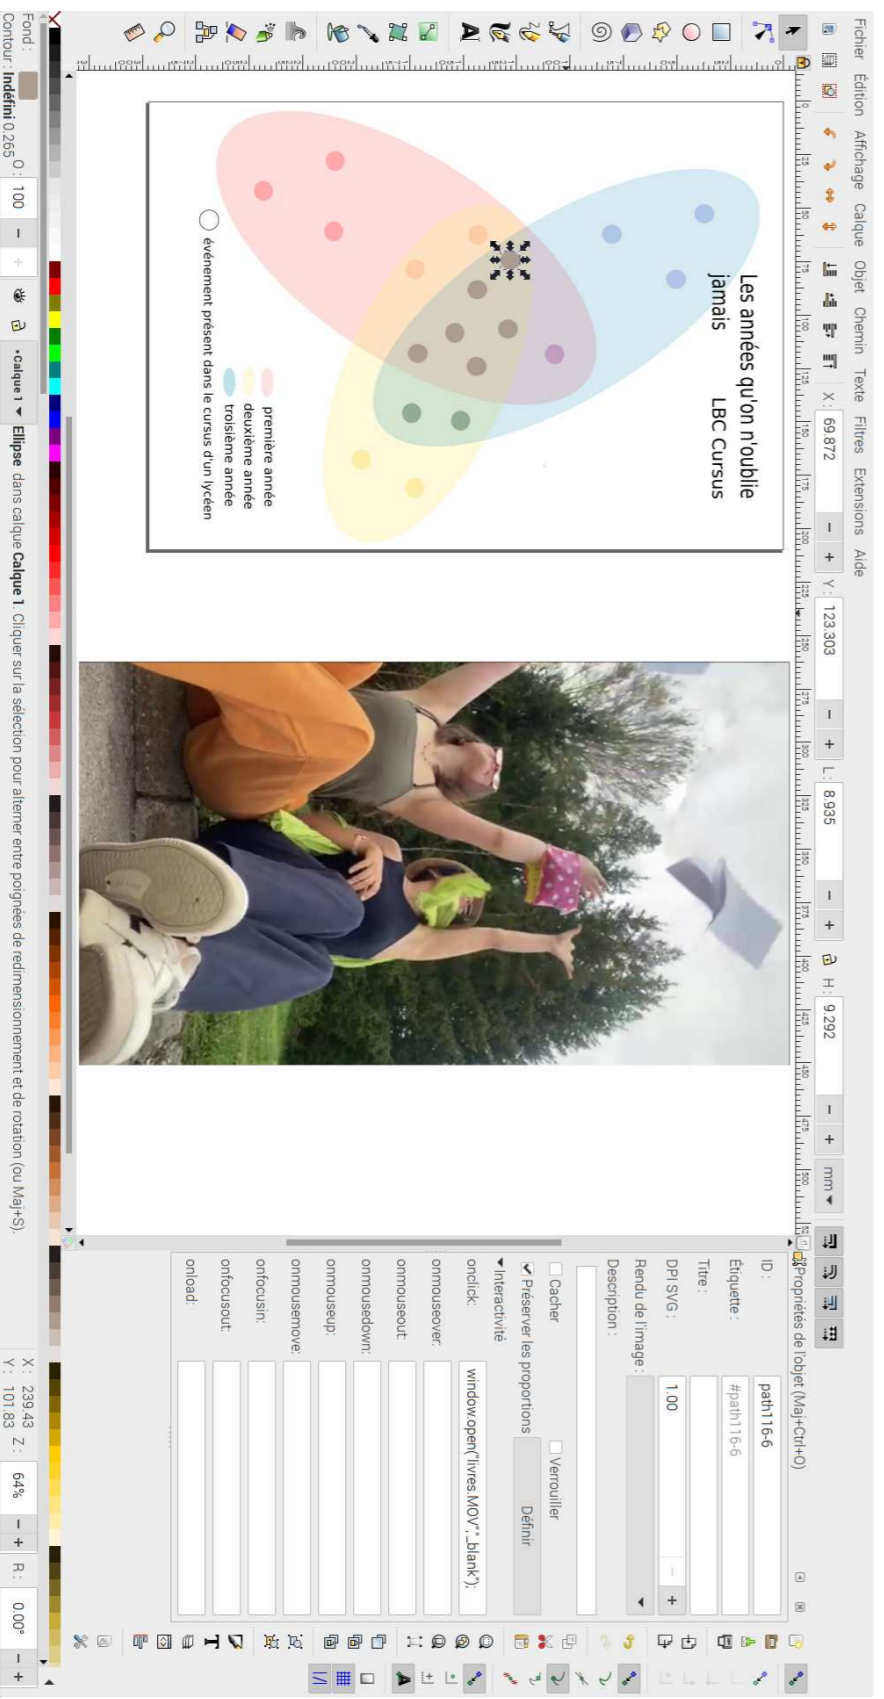 Fichier Édition Affichage Calque Objet Chemin Texte Filtres Extensions Aide
X : 69.872 − + Y : 123.303 − + L : 8.935 − + H : 9.292 − + mm
Les années qu'on n'oublie
jamais LBC Cursus
première année
deuxième année
troisième année
événement présent dans le cursus d'un lycéen
Propriétés de l'objet (Maj+Ctrl+O)
ID : path116-6
Étiquette : #path116-6
Titre :
DPI SVG : 1.00 − +
Rendu de l'image :
Description :
Cacher Verrouiller
Préserver les proportions Définir
Interactivité
onclick: window.open("livres.MOV","_blank");
onmouseover:
onmouseout:
onmousedown:
onmouseup:
onmousemove:
onfocusin:
onfocusout:
onload:
Fond :
Contour : Indéfini 0.265
O : 100 − +
•Calque 1 Ellipse dans calque Calque 1. Cliquer sur la sélection pour alterner entre poignées de redimensionnement et de rotation (ou Maj+S).
X : 239.43
Y : 101.83
Z : 64% − + R : 0.00° − +